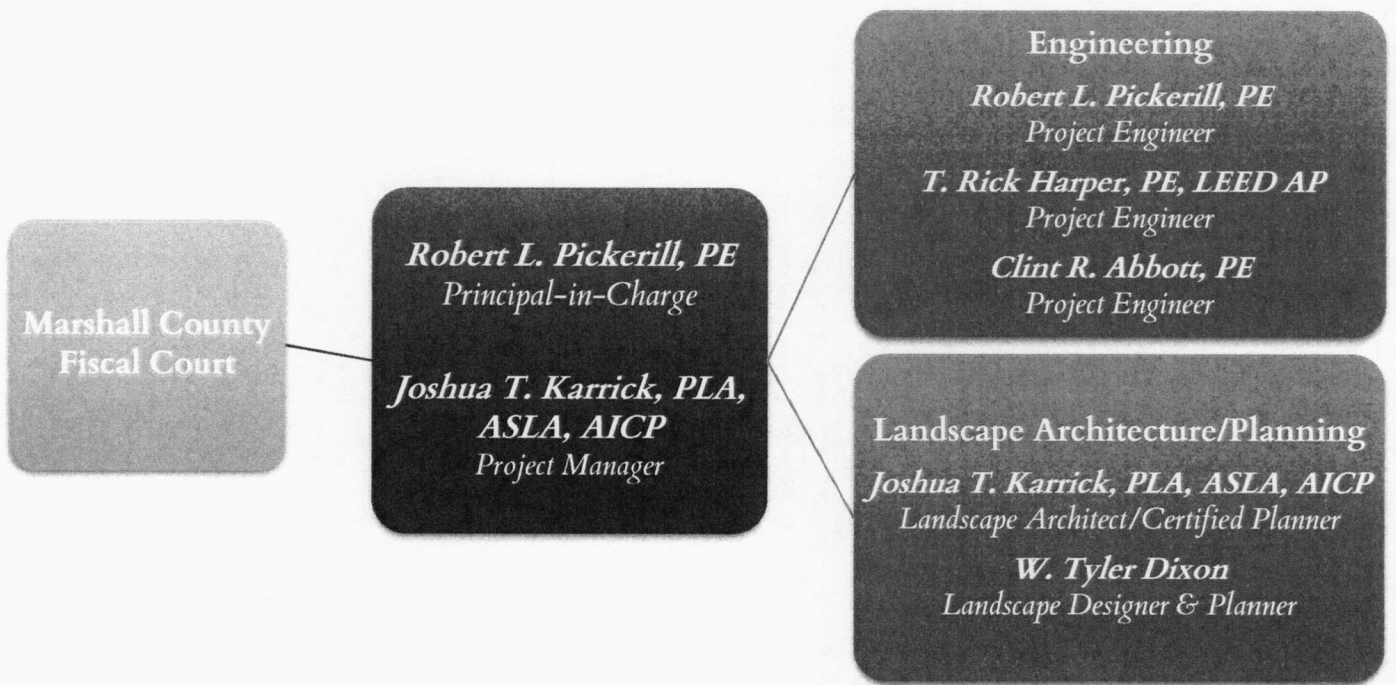 Marshall County
Fiscal Court
Robert L. Pickerill, PE
Principal-in-Charge
Joshua T. Karrick, PLA,
ASLA, AICP
Project Manager
Engineering
Robert L. Pickerill, PE
Project Engineer
T. Rick Harper, PE, LEED AP
Project Engineer
Clint R. Abbott, PE
Project Engineer
Landscape Architecture/Planning
Joshua T. Karrick, PLA, ASLA, AICP
Landscape Architect/Certified Planner
W. Tyler Dixon
Landscape Designer & Planner